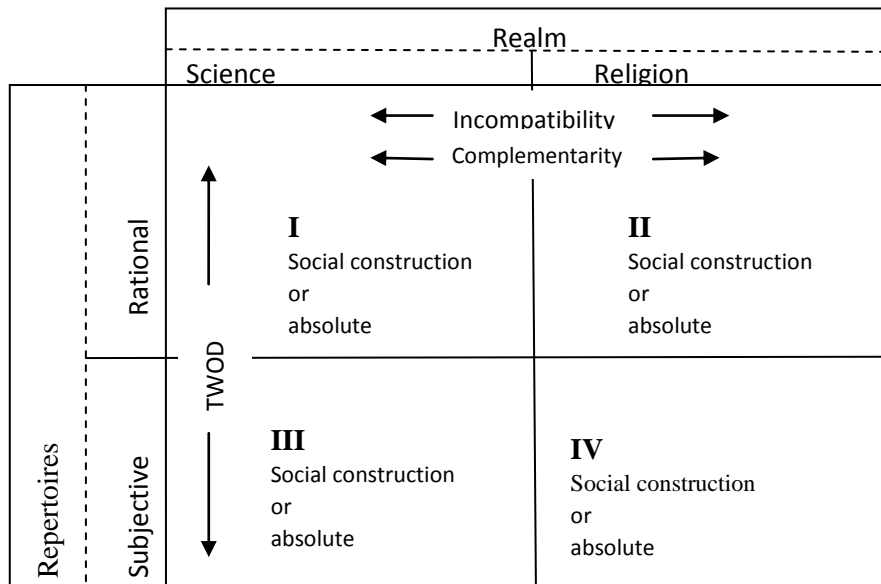 Realm
Science Religion
Incompatibility
Complementarity
Rational
I
Social construction
or
absolute
II
Social construction
or
absolute
TWOD
Repertoires
Subjective
III
Social construction
or
absolute
IV
Social construction
or
absolute